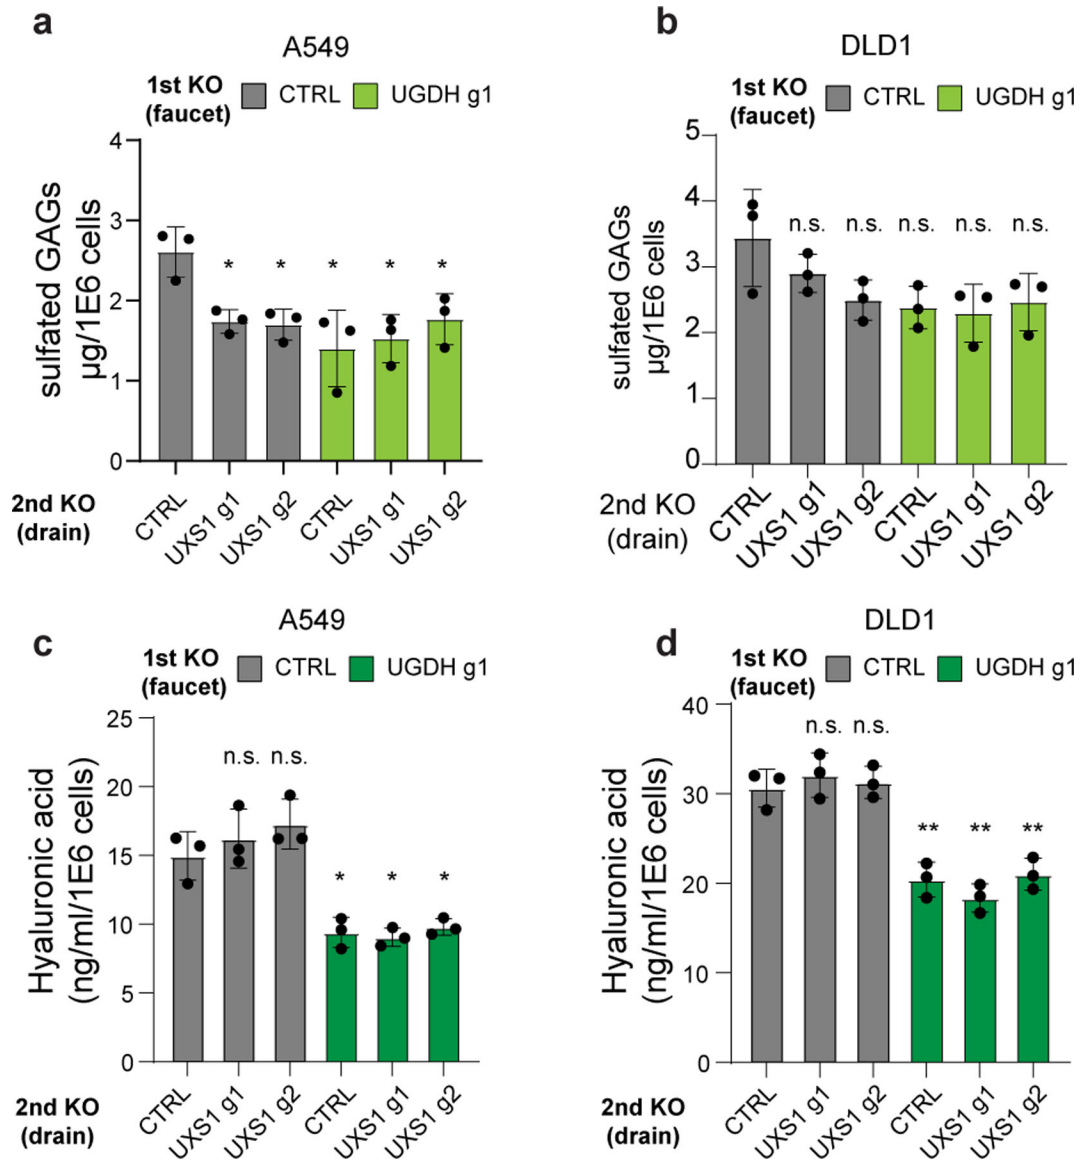 a
A549
1st KO
(faucet)
CTRL
UGDH g1
sulfated GAGs
µg/1E6 cells
4
3
2
1
0
*
*
*
*
*
2nd KO
(drain)
CTRL
UXS1 g1
UXS1 g2
CTRL
UXS1 g1
UXS1 g2
b
DLD1
1st KO
(faucet)
CTRL
UGDH g1
sulfated GAGs
µg/1E6 cells
5
4
3
2
1
0
n.s.
n.s.
n.s.
n.s.
n.s.
2nd KO
(drain)
CTRL
UXS1 g1
UXS1 g2
CTRL
UXS1 g1
UXS1 g2
c
A549
1st KO
(faucet)
CTRL
UGDH g1
Hyaluronic acid
(ng/ml/1E6 cells)
25
20
15
10
5
0
n.s.
n.s.
*
*
*
2nd KO
(drain)
CTRL
UXS1 g1
UXS1 g2
CTRL
UXS1 g1
UXS1 g2
d
DLD1
1st KO
(faucet)
CTRL
UGDH g1
Hyaluronic acid
(ng/ml/1E6 cells)
40
30
20
10
0
n.s.
n.s.
**
**
**
2nd KO
(drain)
CTRL
UXS1 g1
UXS1 g2
CTRL
UXS1 g1
UXS1 g2